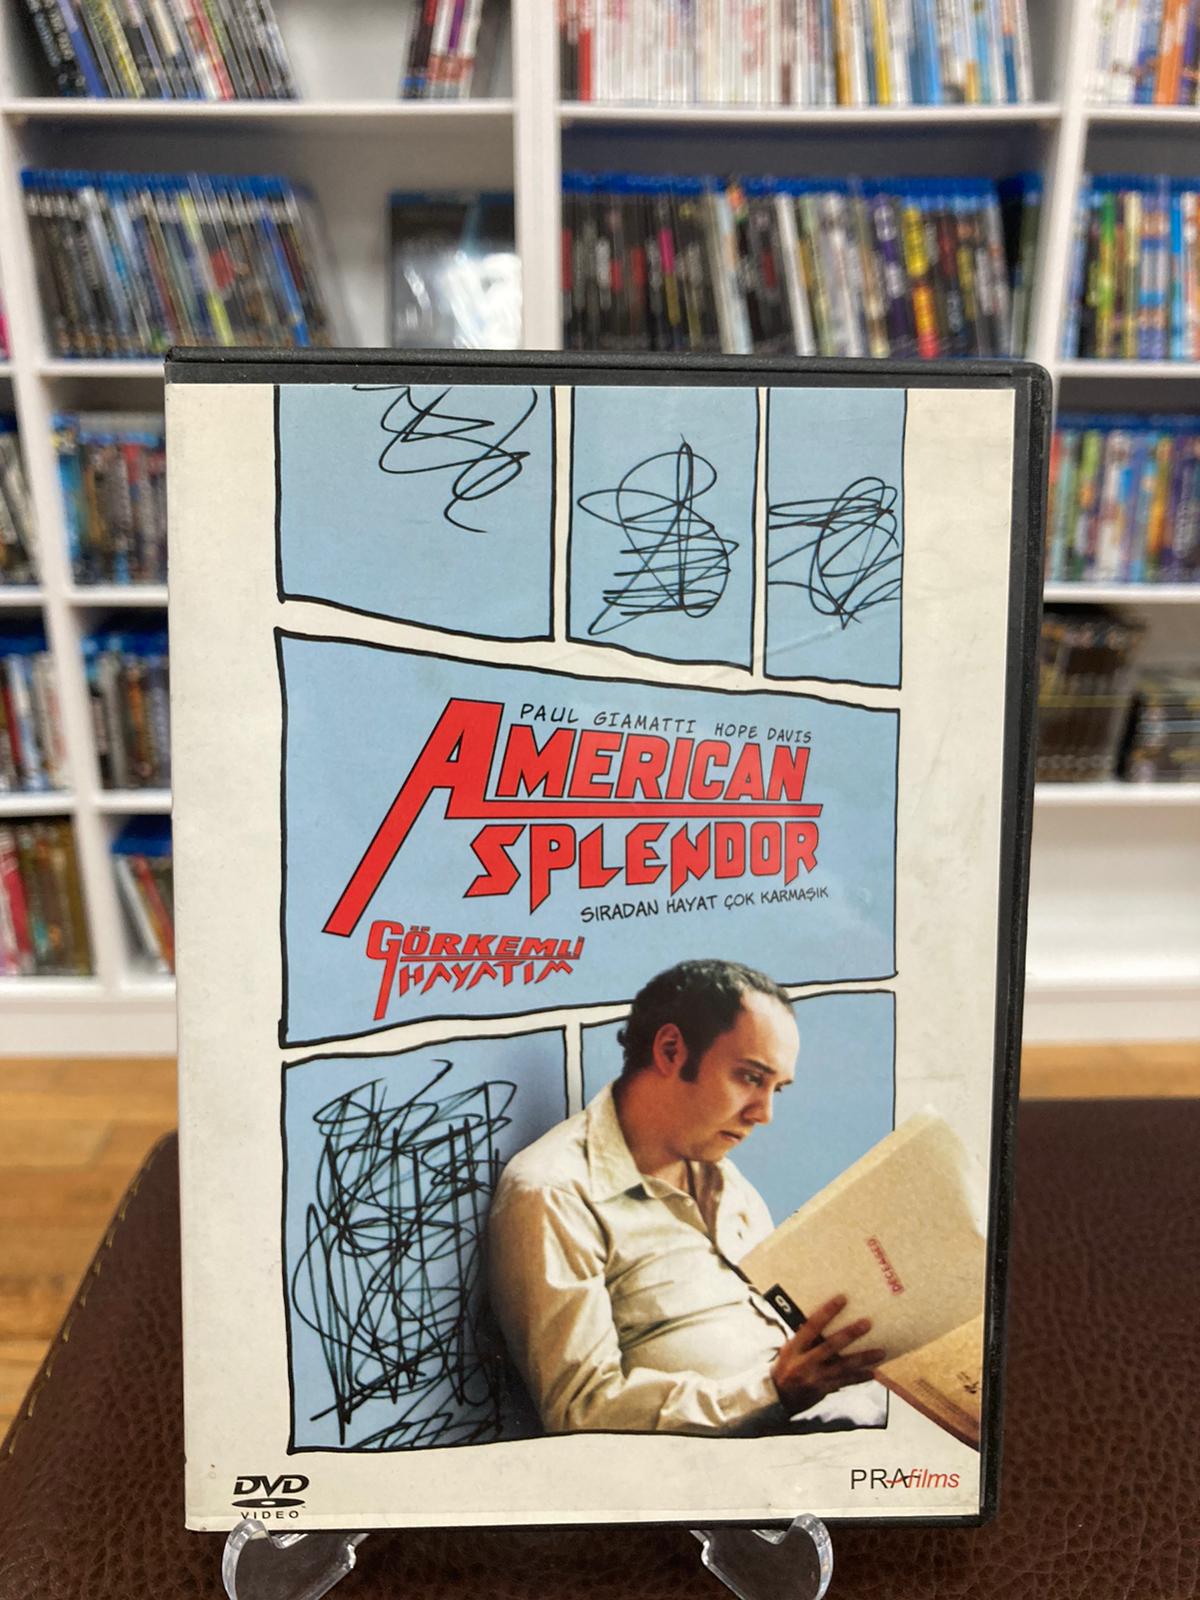 PAUL GIAMATTI HOPE DAVIS
AMERICAN
SPLENDOR
SIRADAN HAYAT ÇOK KARMAŞIK
GÖRKEMLİ
HAYATIM
DECEASED
DVD
VIDEO
PRAfilms